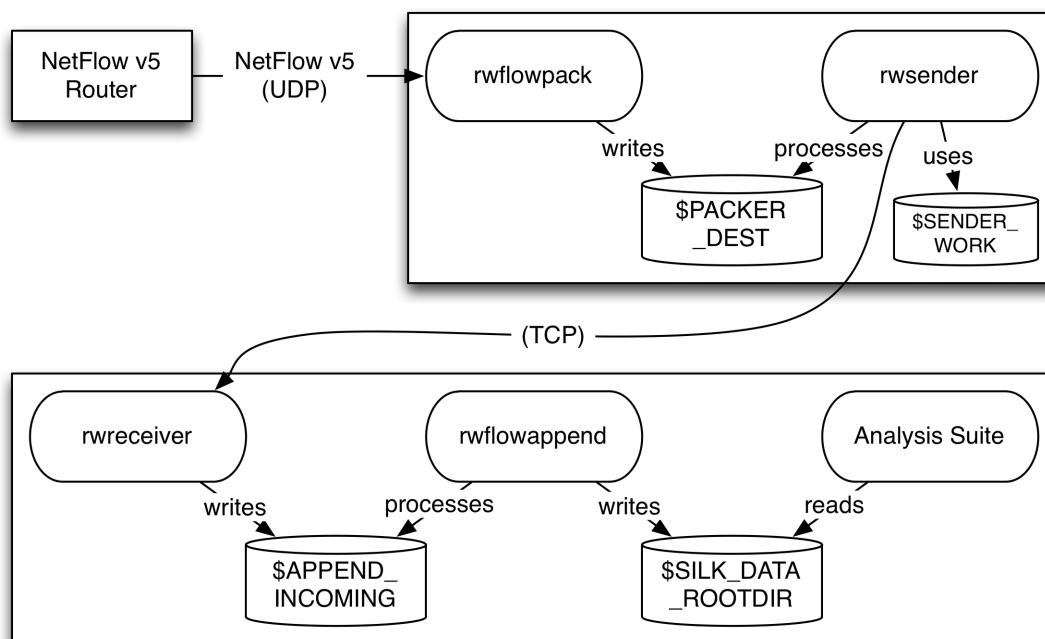 NetFlow v5
Router
NetFlow v5
(UDP)
rwflowpack
rwsender
writes
processes
uses
$PACKER
_DEST
$SENDER_
WORK
(TCP)
rwreceiver
rwflowappend
Analysis Suite
writes
processes
writes
reads
$APPEND_
INCOMING
$SILK_DATA
_ROOTDIR